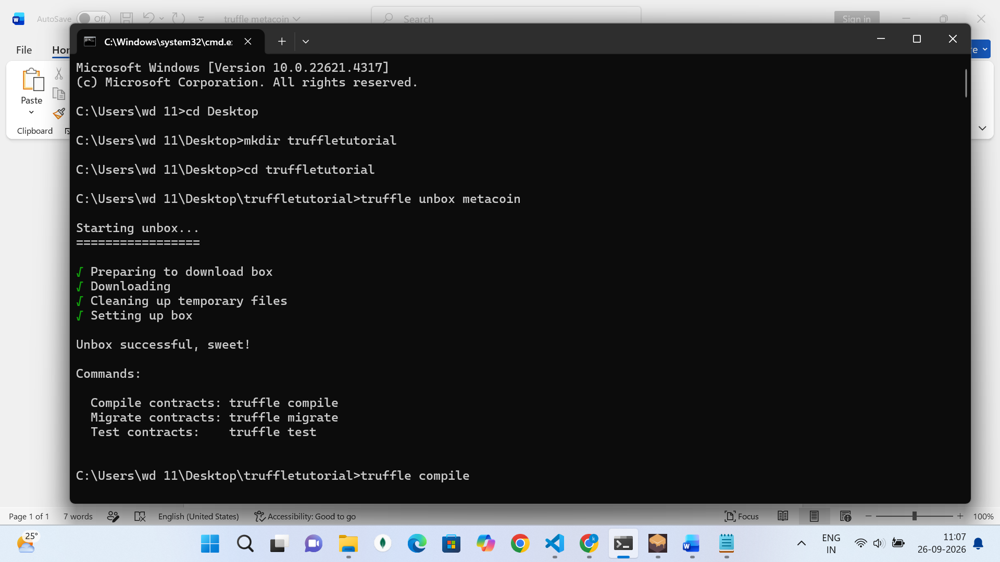 AutoSave
Off
truffle metacoin
Search
Sign in
C:\Windows\system32\cmd.e
File
Hor
Paste
Clipboard
Microsoft Windows [Version 10.0.22621.4317]
(c) Microsoft Corporation. All rights reserved.
C:\Users\wd 11>cd Desktop
C:\Users\wd 11\Desktop>mkdir truffletutorial
C:\Users\wd 11\Desktop>cd truffletutorial
C:\Users\wd 11\Desktop\truffletutorial>truffle unbox metacoin
Starting unbox...
=================
√ Preparing to download box
√ Downloading
√ Cleaning up temporary files
√ Setting up box
Unbox successful, sweet!
Commands:
Compile contracts: truffle compile
Migrate contracts: truffle migrate
Test contracts:    truffle test
C:\Users\wd 11\Desktop\truffletutorial>truffle compile
Page 1 of 1
7 words
English (United States)
Accessibility: Good to go
Focus
100%
25°
ENG
IN
11:07
26-09-2026